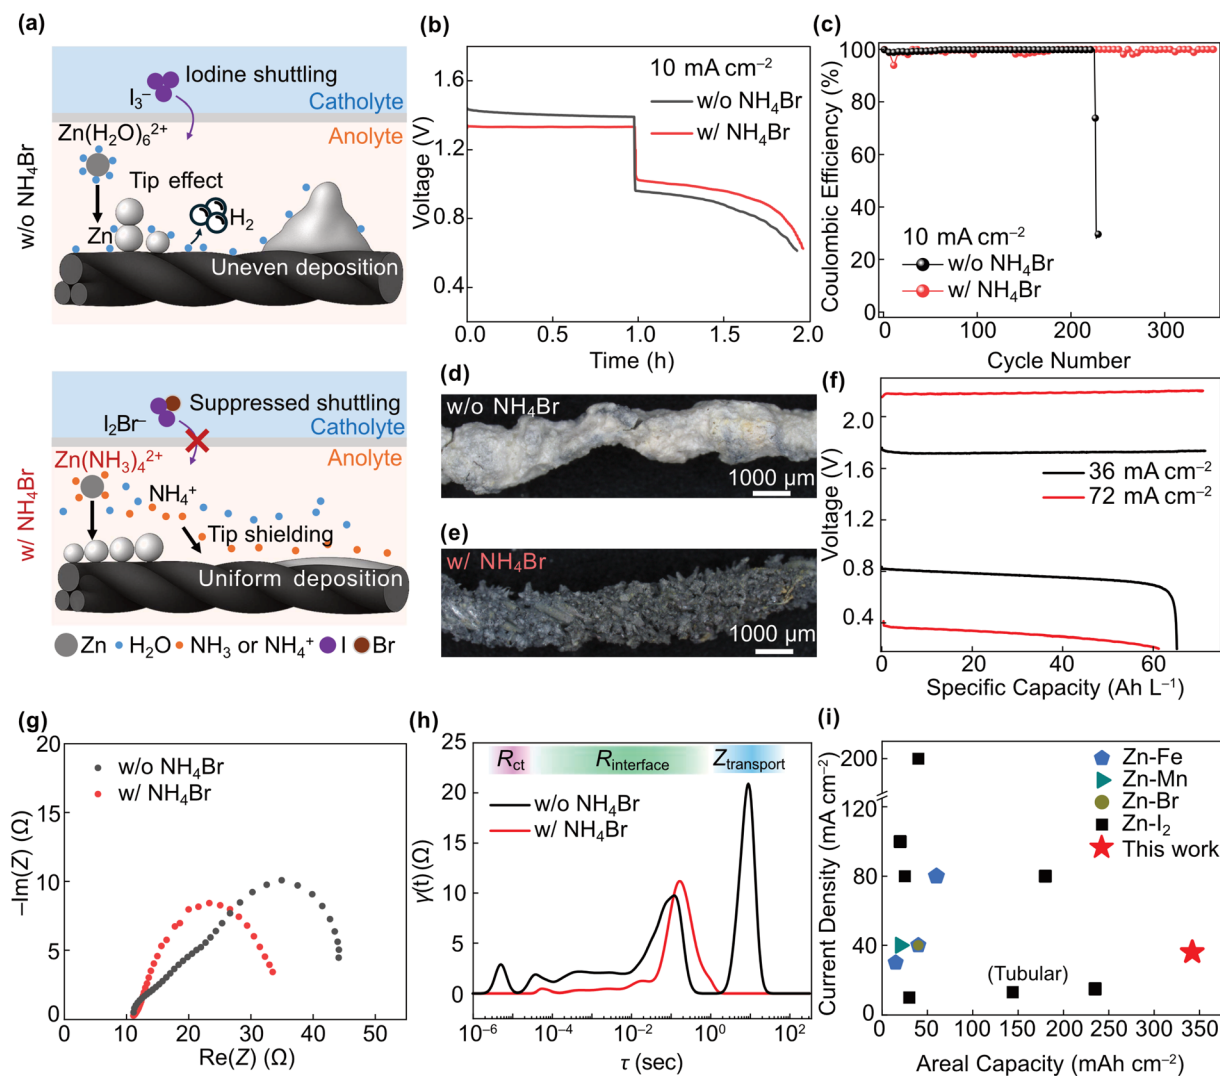 (a)
w/o NH₄Br
Iodine shuttling
I₃⁻
Catholyte
Zn(H₂O)₆²⁺
Anolyte
Tip effect
H₂
Zn
Uneven deposition
w/ NH₄Br
I₂Br⁻
Suppressed shuttling
Catholyte
Zn(NH₃)₄²⁺
Anolyte
NH₄⁺
Tip shielding
Uniform deposition
Zn H₂O NH₃ or NH₄⁺ I Br
(b)
10 mA cm⁻²
w/o NH₄Br
w/ NH₄Br
Voltage (V)
1.6
1.2
0.8
0.4
0.0 0.5 1.0 1.5 2.0
Time (h)
(c)
Coulombic Efficiency (%)
100
80
60
40
20
0
10 mA cm⁻²
w/o NH₄Br
w/ NH₄Br
0 100 200 300
Cycle Number
(d)
w/o NH₄Br
1000 µm
(e)
w/ NH₄Br
1000 µm
(f)
Voltage (V)
2.0
1.6
1.2
0.8
0.4
36 mA cm⁻²
72 mA cm⁻²
0 20 40 60
Specific Capacity (Ah L⁻¹)
(g)
−Im(Z) (Ω)
20
15
10
5
0
w/o NH₄Br
w/ NH₄Br
0 10 20 30 40 50
Re(Z) (Ω)
(h)
γ(t) (Ω)
25
20
15
10
5
0
R_ct R_interface Z_transport
w/o NH₄Br
w/ NH₄Br
10⁻⁶ 10⁻⁴ 10⁻² 10⁰ 10²
τ (sec)
(i)
Current Density (mA cm⁻²)
200
120
80
40
0
Zn-Fe
Zn-Mn
Zn-Br
Zn-I₂
This work
(Tubular)
0 50 100 150 200 250 300 350
Areal Capacity (mAh cm⁻²)